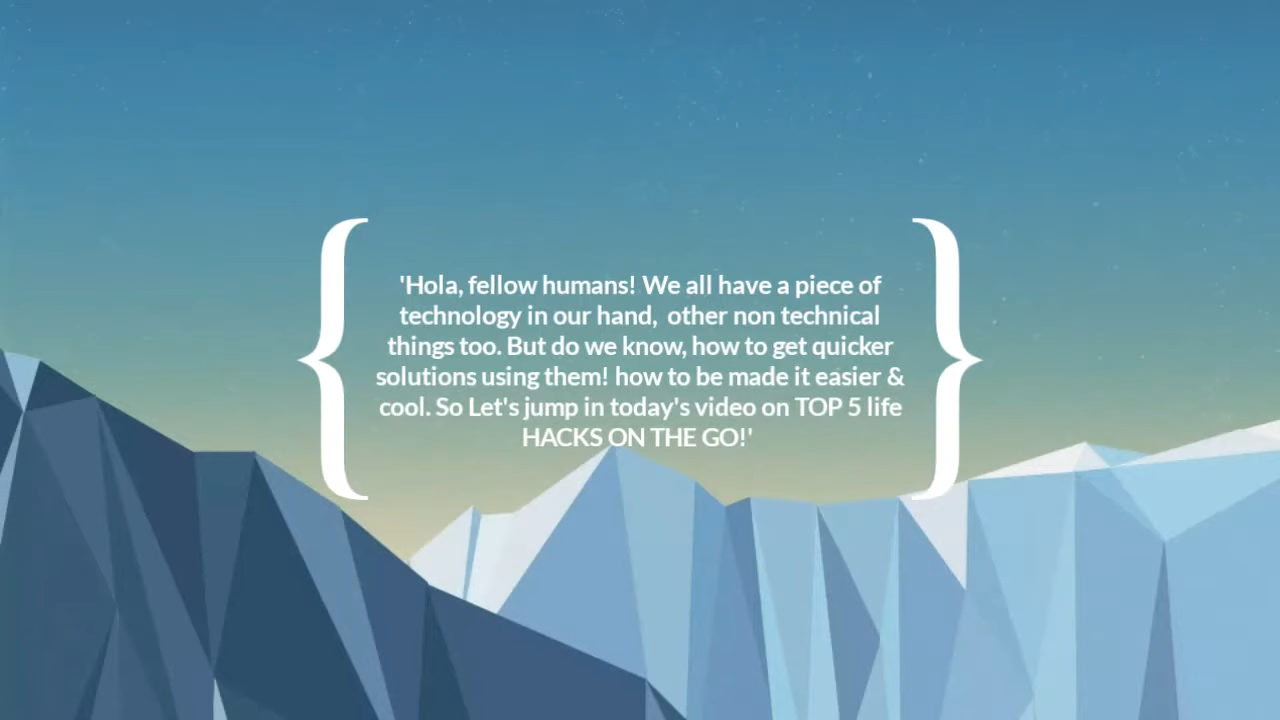 'Hola, fellow humans! We all have a piece of
technology in our hand,  other non technical
things too. But do we know, how to get quicker
solutions using them! how to be made it easier &
cool. So Let's jump in today's video on TOP 5 life
HACKS ON THE GO!'